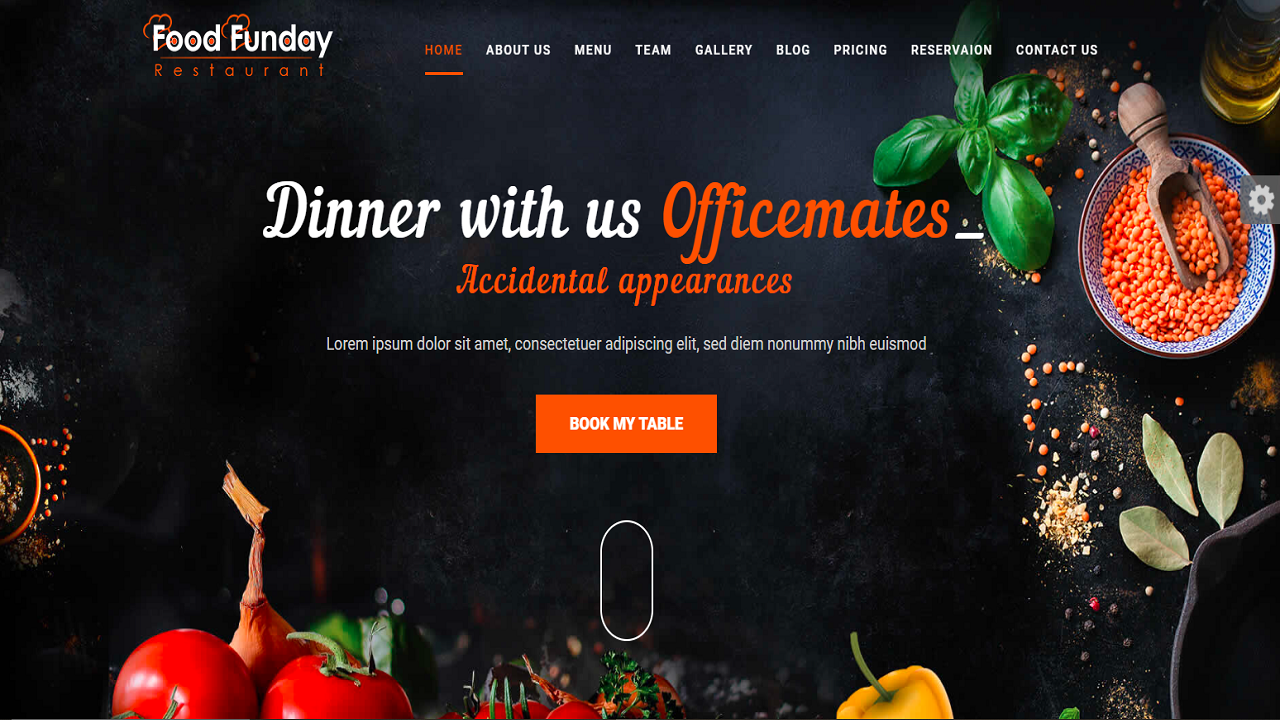 Food Funday
Restaurant
HOME ABOUT US MENU TEAM GALLERY BLOG PRICING RESERVAION CONTACT US
Dinner with us Officemates_
Accidental appearances
Lorem ipsum dolor sit amet, consectetuer adipiscing elit, sed diem nonummy nibh euismod
BOOK MY TABLE